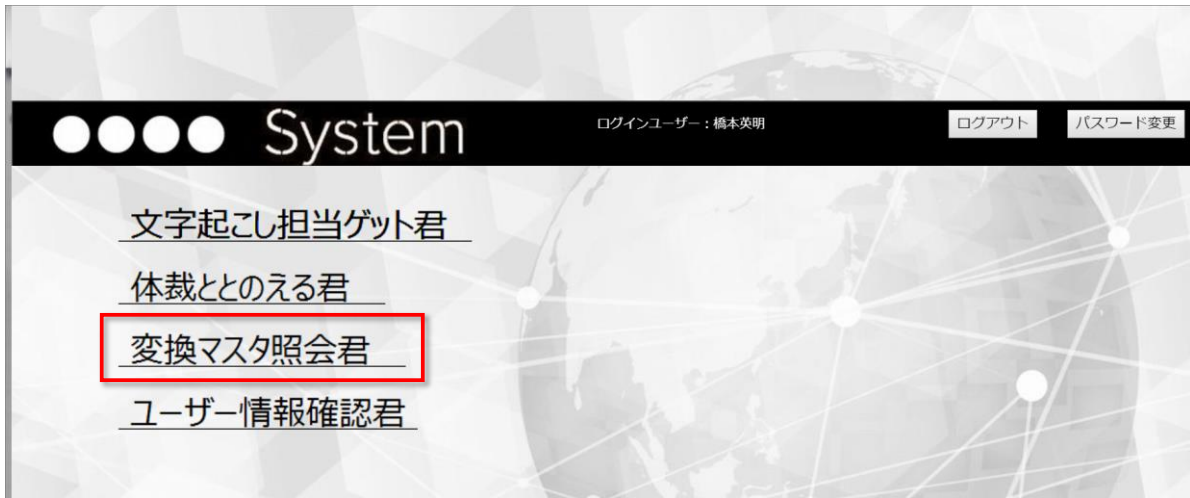 ●●●● System
ログインユーザー：橋本英明
ログアウト
パスワード変更
文字起こし担当ゲット君
体裁ととのえる君
変換マスタ照会君
ユーザー情報確認君